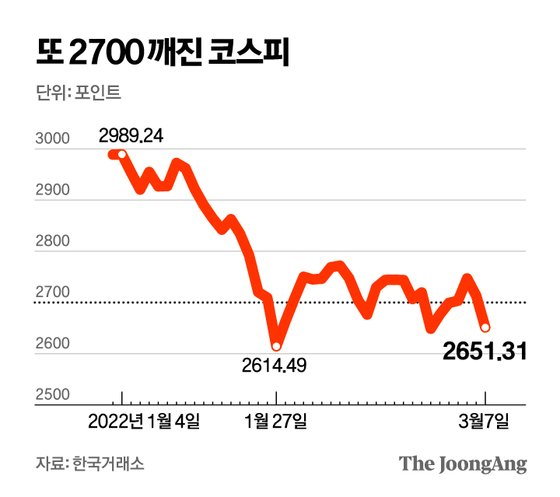 또 2700 깨진 코스피
단위: 포인트
3000
2989.24
2900
2800
2700
2600
2651.31
2614.49
2500
2022년 1월 4일
1월 27일
3월7일
자료: 한국거래소
The JoongAng